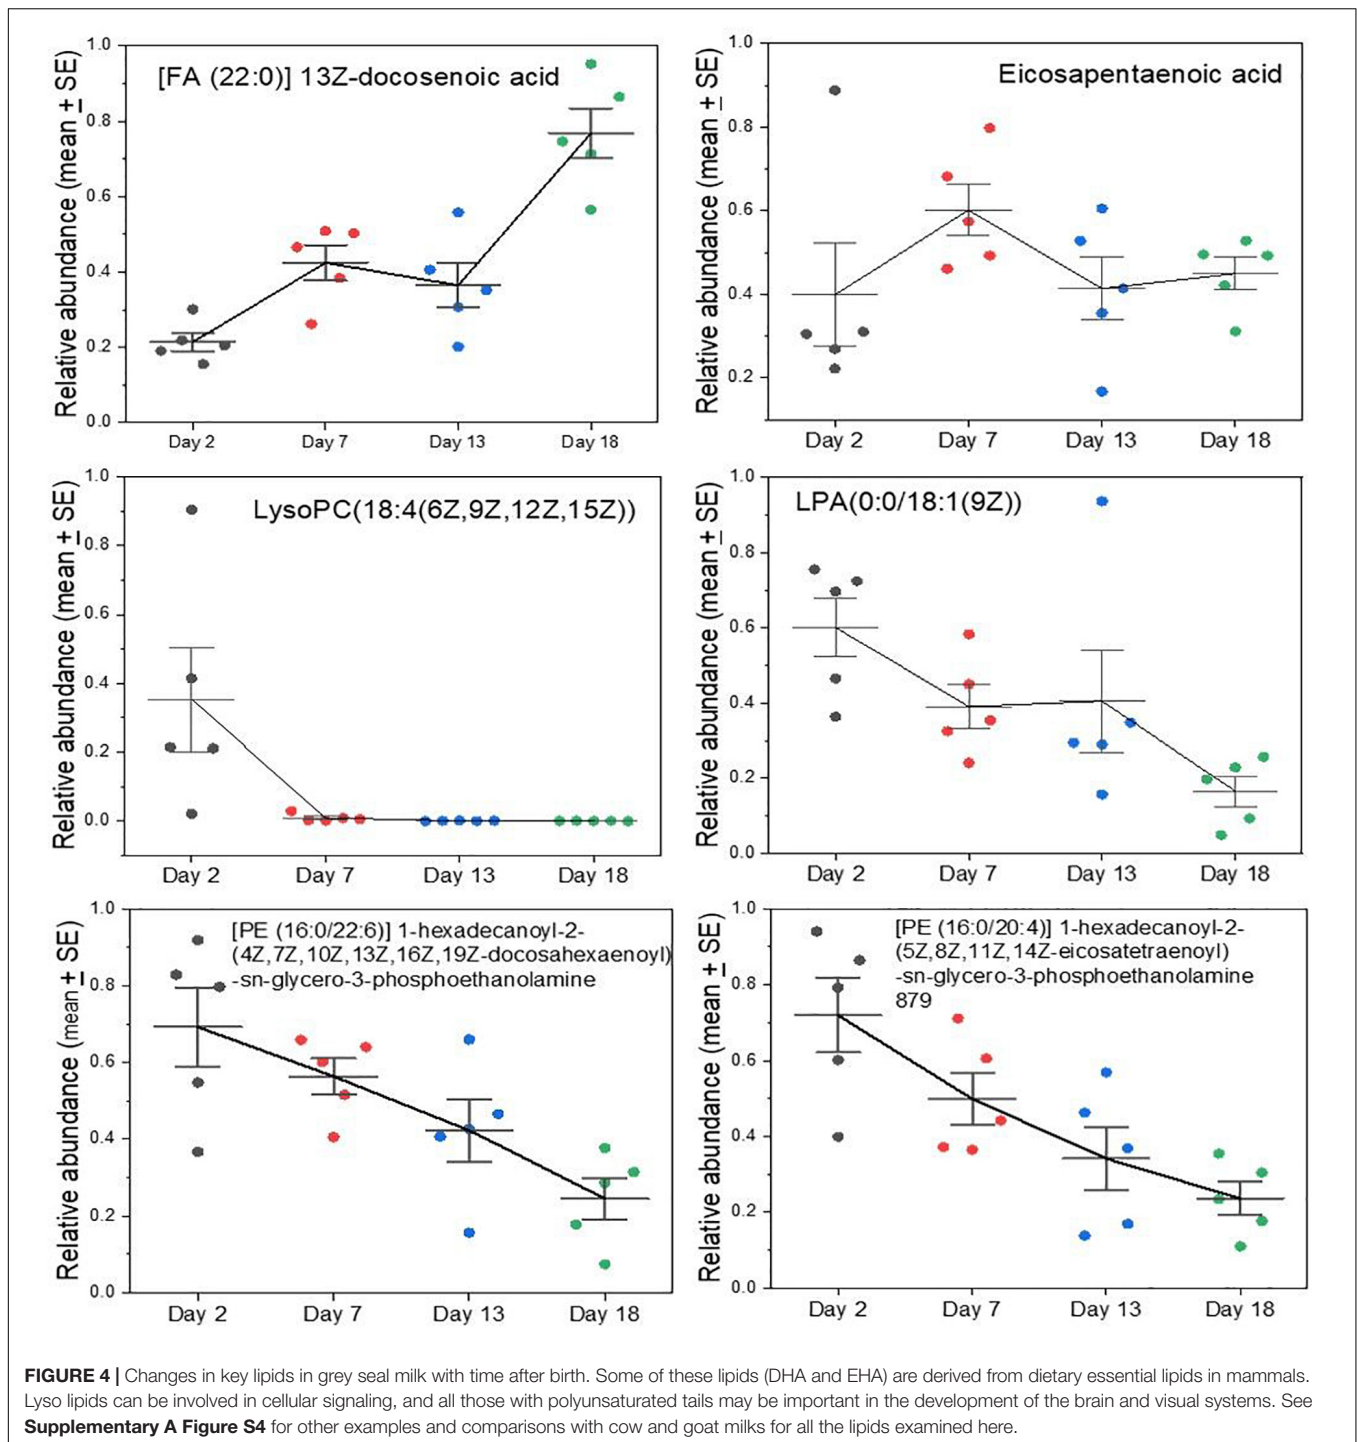 [FA (22:0)] 13Z-docosenoic acid
Relative abundance (mean ± SE)
1.0
0.8
0.6
0.4
0.2
0.0
Day 2 Day 7 Day 13 Day 18
Eicosapentaenoic acid
Relative abundance (mean ± SE)
1.0
0.8
0.6
0.4
0.2
Day 2 Day 7 Day 13 Day 18
LysoPC(18:4(6Z,9Z,12Z,15Z))
Relative abundance (mean ± SE)
1.0
0.8
0.6
0.4
0.2
0.0
Day 2 Day 7 Day 13 Day 18
LPA(0:0/18:1(9Z))
Relative abundance (mean ± SE)
1.0
0.8
0.6
0.4
0.2
0.0
Day 2 Day 7 Day 13 Day 18
[PE (16:0/22:6)] 1-hexadecanoyl-2-
(4Z,7Z,10Z,13Z,16Z,19Z-docosahexaenoyl)
-sn-glycero-3-phosphoethanolamine
Relative abundance (mean ± SE)
1.0
0.8
0.6
0.4
0.2
0.0
Day 2 Day 7 Day 13 Day 18
[PE (16:0/20:4)] 1-hexadecanoyl-2-
(5Z,8Z,11Z,14Z-eicosatetraenoyl)
-sn-glycero-3-phosphoethanolamine
879
Relative abundance (mean ± SE)
1.0
0.8
0.6
0.4
0.2
0.0
Day 2 Day 7 Day 13 Day 18
FIGURE 4 | Changes in key lipids in grey seal milk with time after birth. Some of these lipids (DHA and EHA) are derived from dietary essential lipids in mammals.
Lyso lipids can be involved in cellular signaling, and all those with polyunsaturated tails may be important in the development of the brain and visual systems. See
Supplementary A Figure S4 for other examples and comparisons with cow and goat milks for all the lipids examined here.